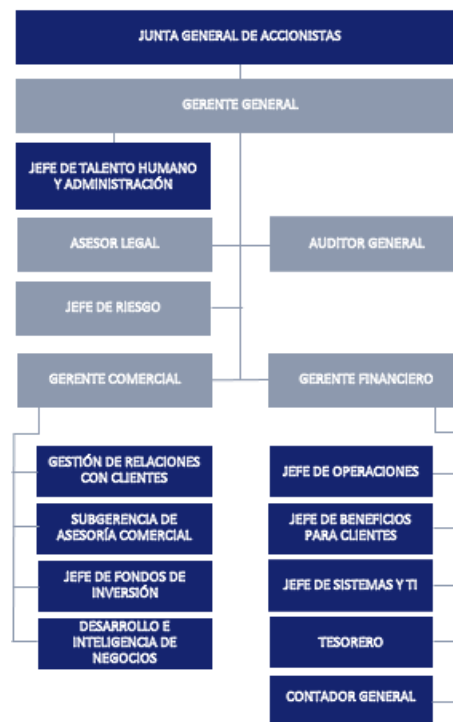 JUNTA GENERAL DE ACCIONISTAS
GERENTE GENERAL
JEFE DE TALENTO HUMANO
Y ADMINISTRACIÓN
ASESOR LEGAL
AUDITOR GENERAL
JEFE DE RIESGO
GERENTE COMERCIAL
GERENTE FINANCIERO
GESTIÓN DE RELACIONES
CON CLIENTES
SUBGERENCIA DE
ASESORÍA COMERCIAL
JEFE DE FONDOS DE
INVERSIÓN
DESARROLLO E
INTELIGENCIA DE
NEGOCIOS
JEFE DE OPERACIONES
JEFE DE BENEFICIOS
PARA CLIENTES
JEFE DE SISTEMAS Y TI
TESORERO
CONTADOR GENERAL